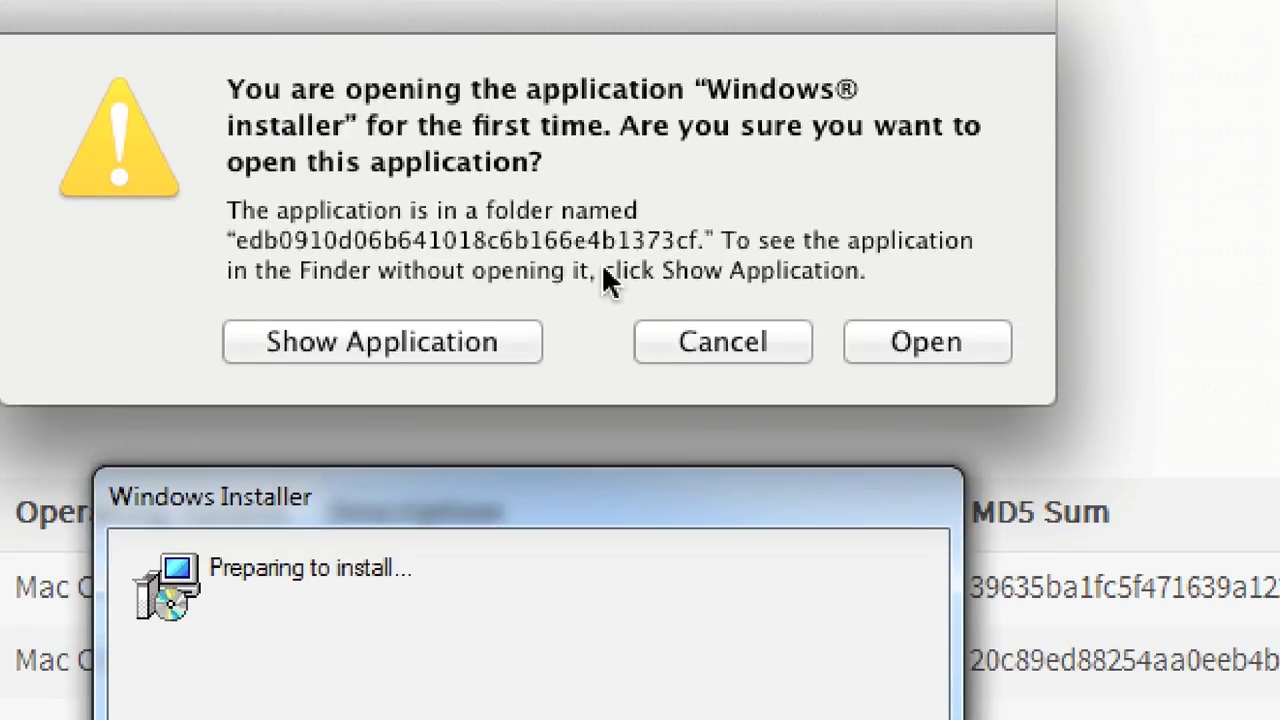 You are opening the application “Windows®
installer” for the first time. Are you sure you want to
open this application?
The application is in a folder named
“edb0910d06b641018c6b166e4b1373cf.” To see the application
in the Finder without opening it, click Show Application.
Show Application
Cancel
Open
Windows Installer
Preparing to install...
MD5 Sum
Mac
39635ba1fc5f471639a12
Mac
20c89ed88254aa0eeb4b